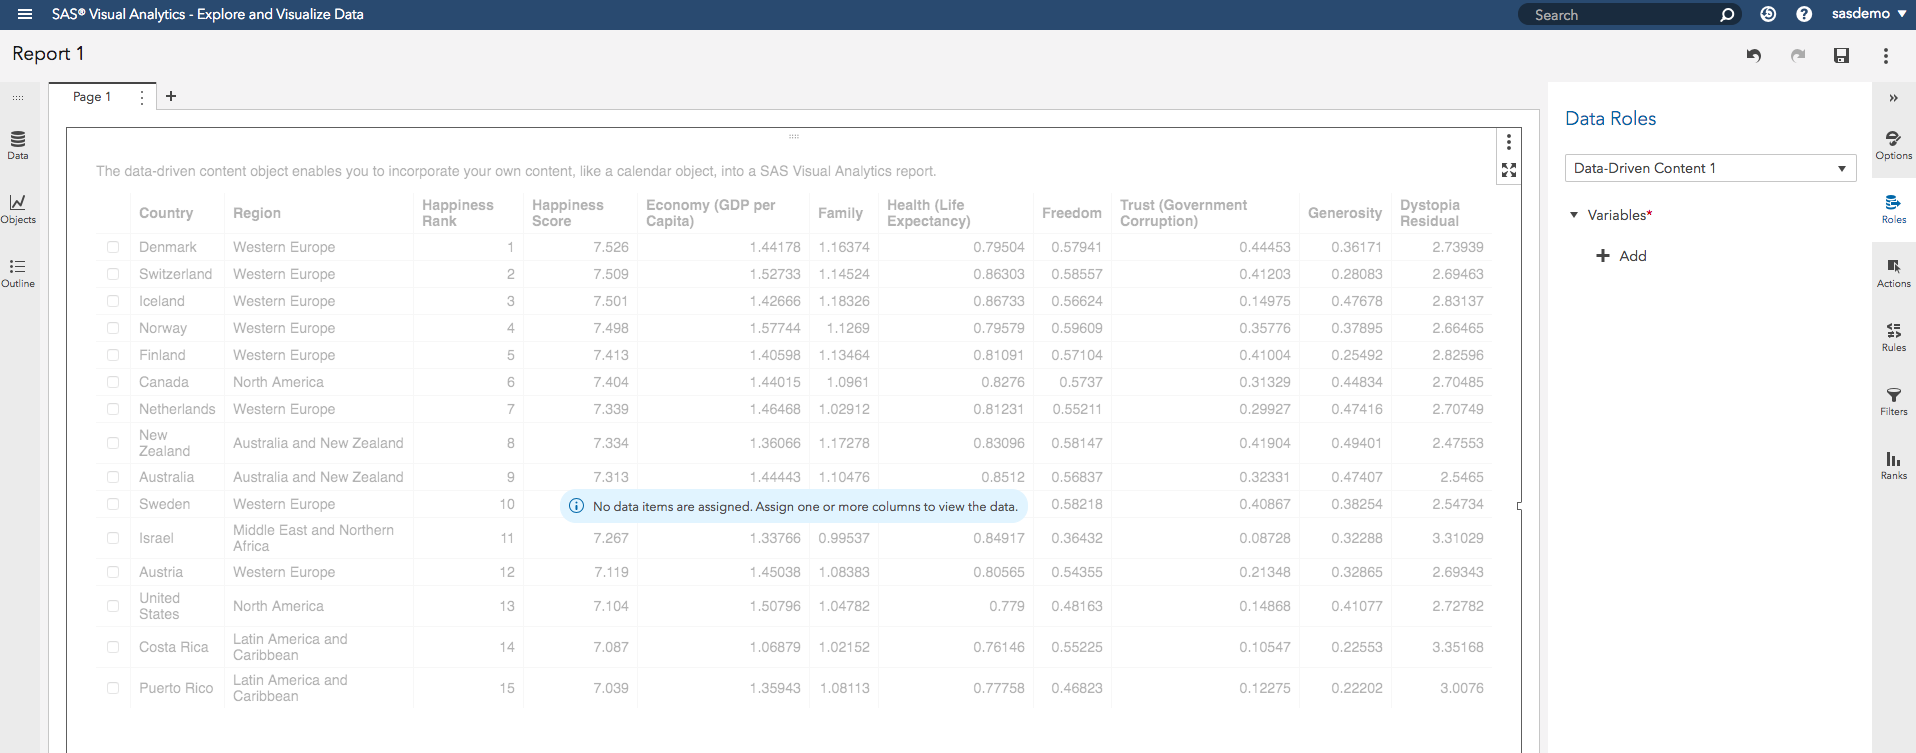 SAS® Visual Analytics - Explore and Visualize Data
Search
sasdemo
Report 1
Page 1
Data
Objects
Outline
The data-driven content object enables you to incorporate your own content, like a calendar object, into a SAS Visual Analytics report.
Country Region Happiness Rank Happiness Score Economy (GDP per Capita) Family Health (Life Expectancy) Freedom Trust (Government Corruption) Generosity Dystopia Residual
Denmark Western Europe 1 7.526 1.44178 1.16374 0.79504 0.57941 0.44453 0.36171 2.73939
Switzerland Western Europe 2 7.509 1.52733 1.14524 0.86303 0.58557 0.41203 0.28083 2.69463
Iceland Western Europe 3 7.501 1.42666 1.18326 0.86733 0.56624 0.14975 0.47678 2.83137
Norway Western Europe 4 7.498 1.57744 1.1269 0.79579 0.59609 0.35776 0.37895 2.66465
Finland Western Europe 5 7.413 1.40598 1.13464 0.81091 0.57104 0.41004 0.25492 2.82596
Canada North America 6 7.404 1.44015 1.0961 0.8276 0.5737 0.31329 0.44834 2.70485
Netherlands Western Europe 7 7.339 1.46468 1.02912 0.81231 0.55211 0.29927 0.47416 2.70749
New Zealand Australia and New Zealand 8 7.334 1.36066 1.17278 0.83096 0.58147 0.41904 0.49401 2.47553
Australia Australia and New Zealand 9 7.313 1.44443 1.10476 0.8512 0.56837 0.32331 0.47407 2.5465
Sweden Western Europe 10 0.58218 0.40867 0.38254 2.54734
No data items are assigned. Assign one or more columns to view the data.
Israel Middle East and Northern Africa 11 7.267 1.33766 0.99537 0.84917 0.36432 0.08728 0.32288 3.31029
Austria Western Europe 12 7.119 1.45038 1.08383 0.80565 0.54355 0.21348 0.32865 2.69343
United States North America 13 7.104 1.50796 1.04782 0.779 0.48163 0.14868 0.41077 2.72782
Costa Rica Latin America and Caribbean 14 7.087 1.06879 1.02152 0.76146 0.55225 0.10547 0.22553 3.35168
Puerto Rico Latin America and Caribbean 15 7.039 1.35943 1.08113 0.77758 0.46823 0.12275 0.22202 3.0076
Data Roles
Data-Driven Content 1
Variables*
Add
Options
Roles
Actions
Rules
Filters
Ranks